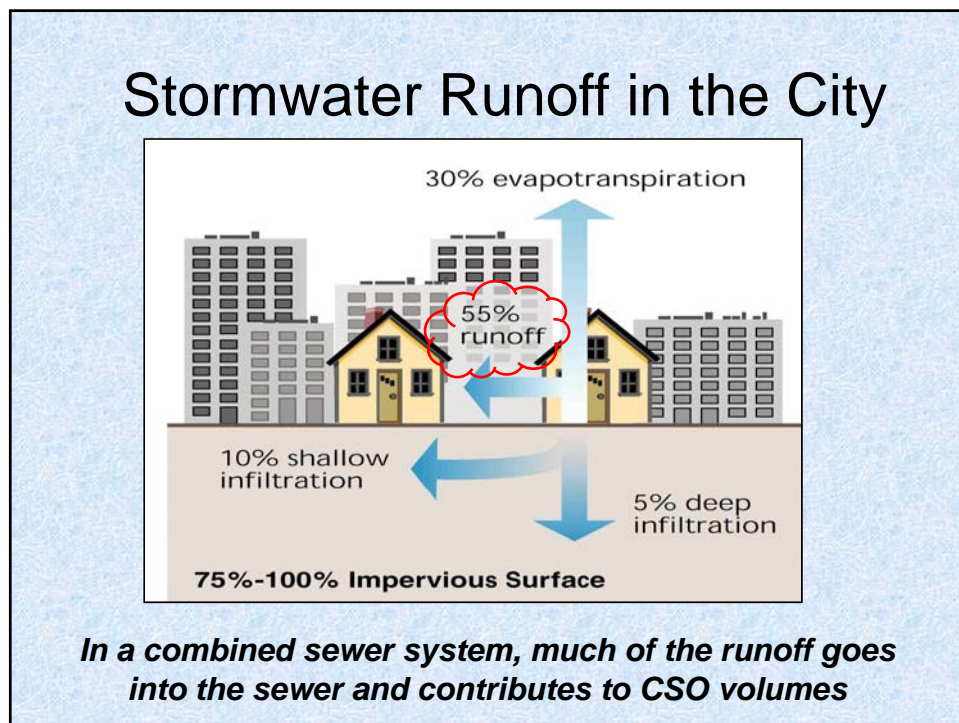 Stormwater Runoff in the City
30% evapotranspiration
55%
runoff
10% shallow
infiltration
5% deep
infiltration
75%-100% Impervious Surface
In a combined sewer system, much of the runoff goes
into the sewer and contributes to CSO volumes